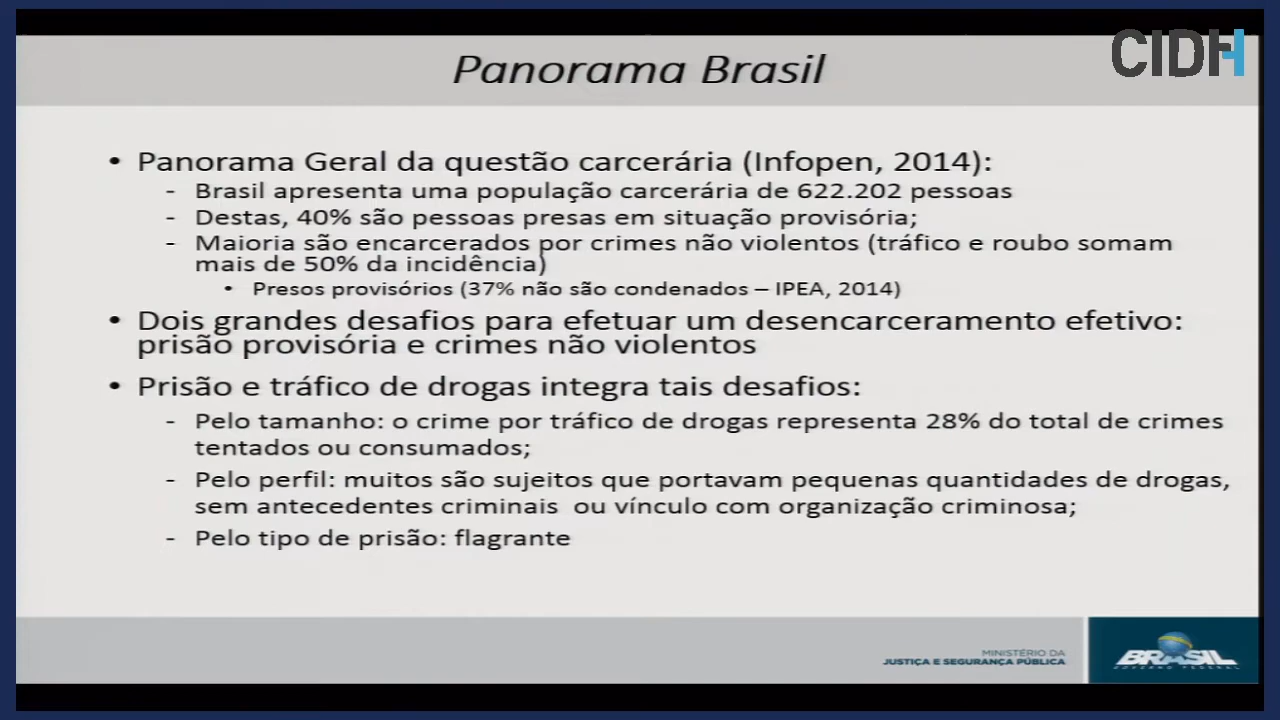 CIDH
Panorama Brasil
• Panorama Geral da questão carcerária (Infopen, 2014):
- Brasil apresenta uma população carcerária de 622.202 pessoas
- Destas, 40% são pessoas presas em situação provisória;
- Maioria são encarcerados por crimes não violentos (tráfico e roubo somam
mais de 50% da incidência)
• Presos provisórios (37% não são condenados – IPEA, 2014)
• Dois grandes desafios para efetuar um desencarceramento efetivo:
prisão provisória e crimes não violentos
• Prisão e tráfico de drogas integra tais desafios:
- Pelo tamanho: o crime por tráfico de drogas representa 28% do total de crimes
tentados ou consumados;
- Pelo perfil: muitos são sujeitos que portavam pequenas quantidades de drogas,
sem antecedentes criminais  ou vínculo com organização criminosa;
- Pelo tipo de prisão: flagrante
MINISTÉRIO DA
JUSTIÇA E SEGURANÇA PÚBLICA
BRASIL
GOVERNO FEDERAL